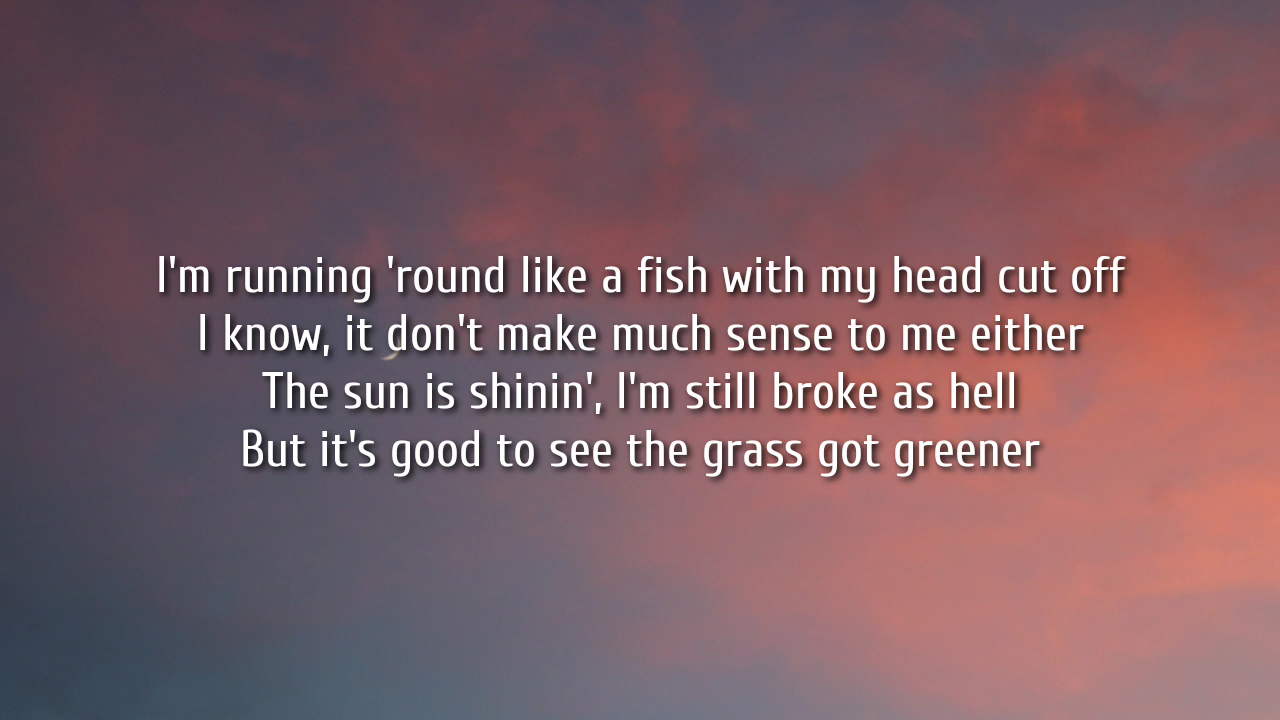 I'm running 'round like a fish with my head cut off
I know, it don't make much sense to me either
The sun is shinin', I'm still broke as hell
But it's good to see the grass got greener